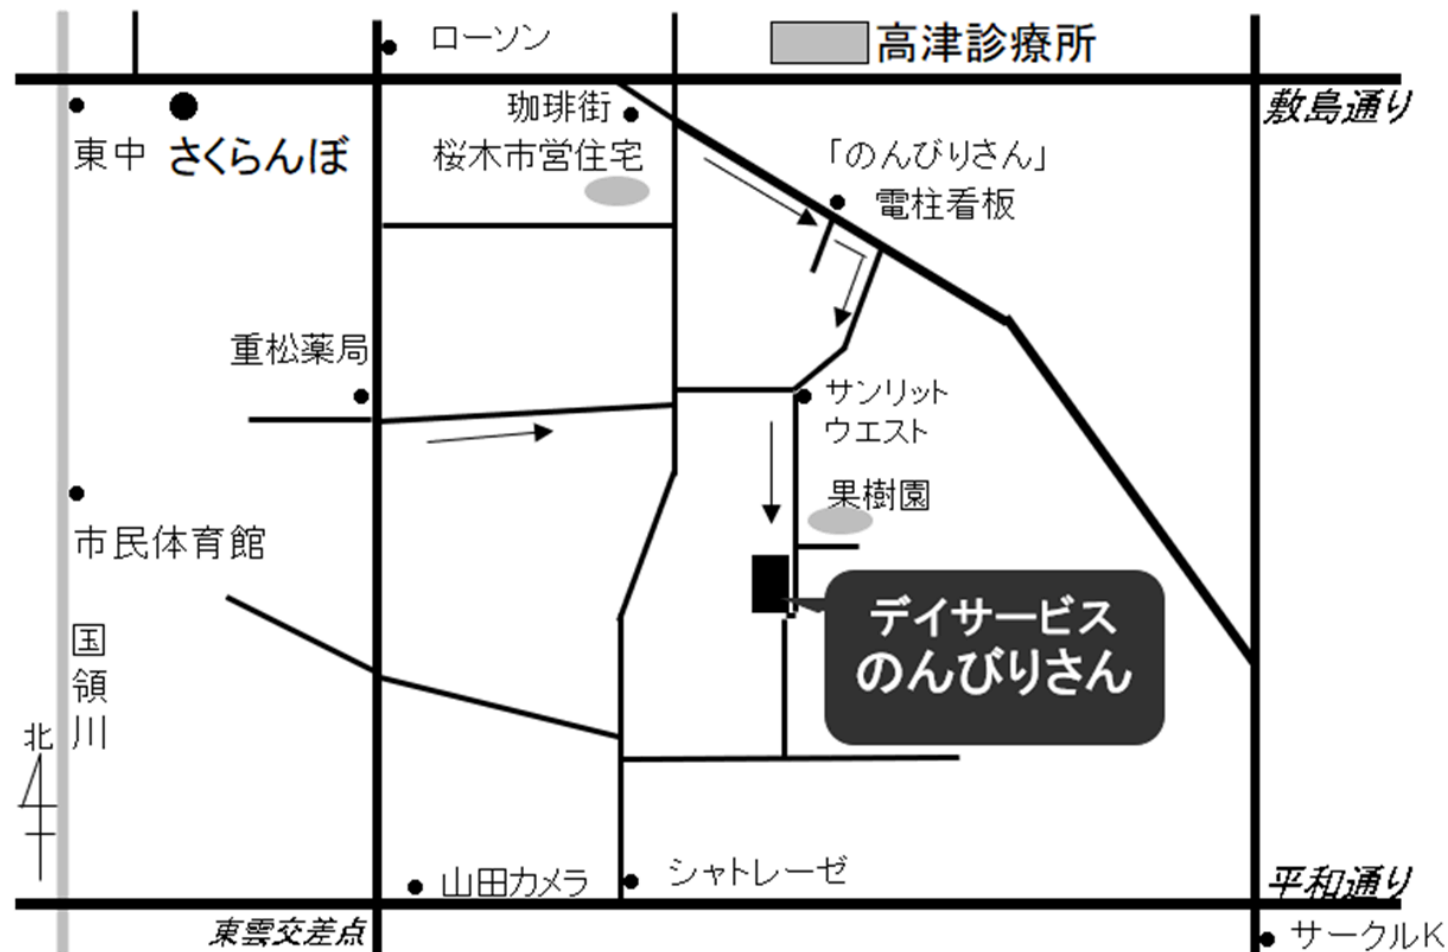 ローソン
高津診療所
敷島通り
珈琲街
東中
さくらんぼ
桜木市営住宅
「のんびりさん」
電柱看板
重松薬局
サンリット
ウエスト
果樹園
市民体育館
デイサービス
のんびりさん
国領川
北
山田カメラ
シャトレーゼ
平和通り
東雲交差点
サークルK